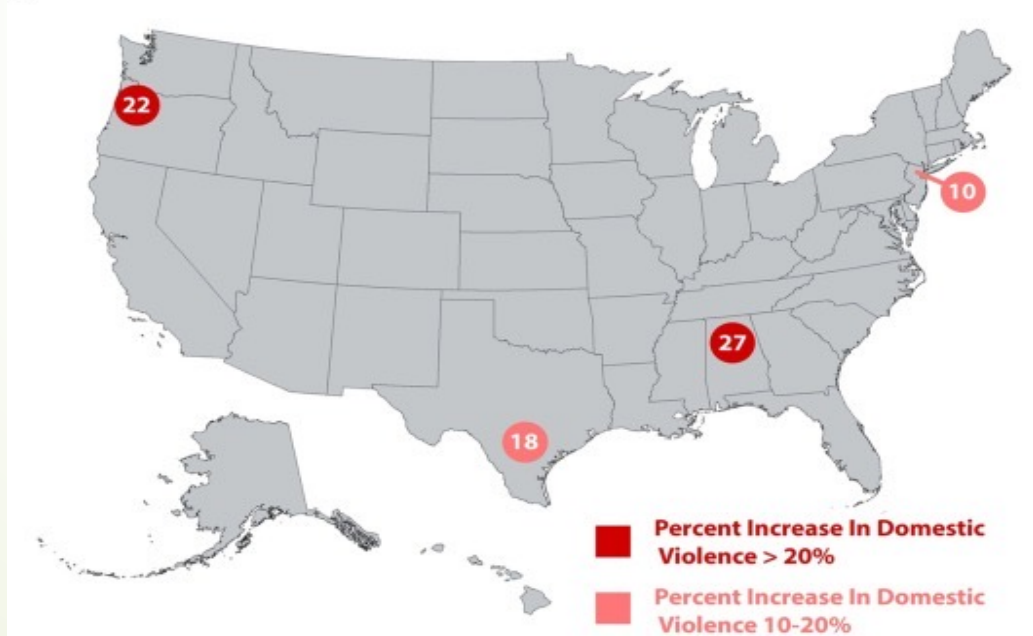 22
10
27
18
Percent Increase In Domestic
Violence > 20%
Percent Increase In Domestic
Violence 10-20%